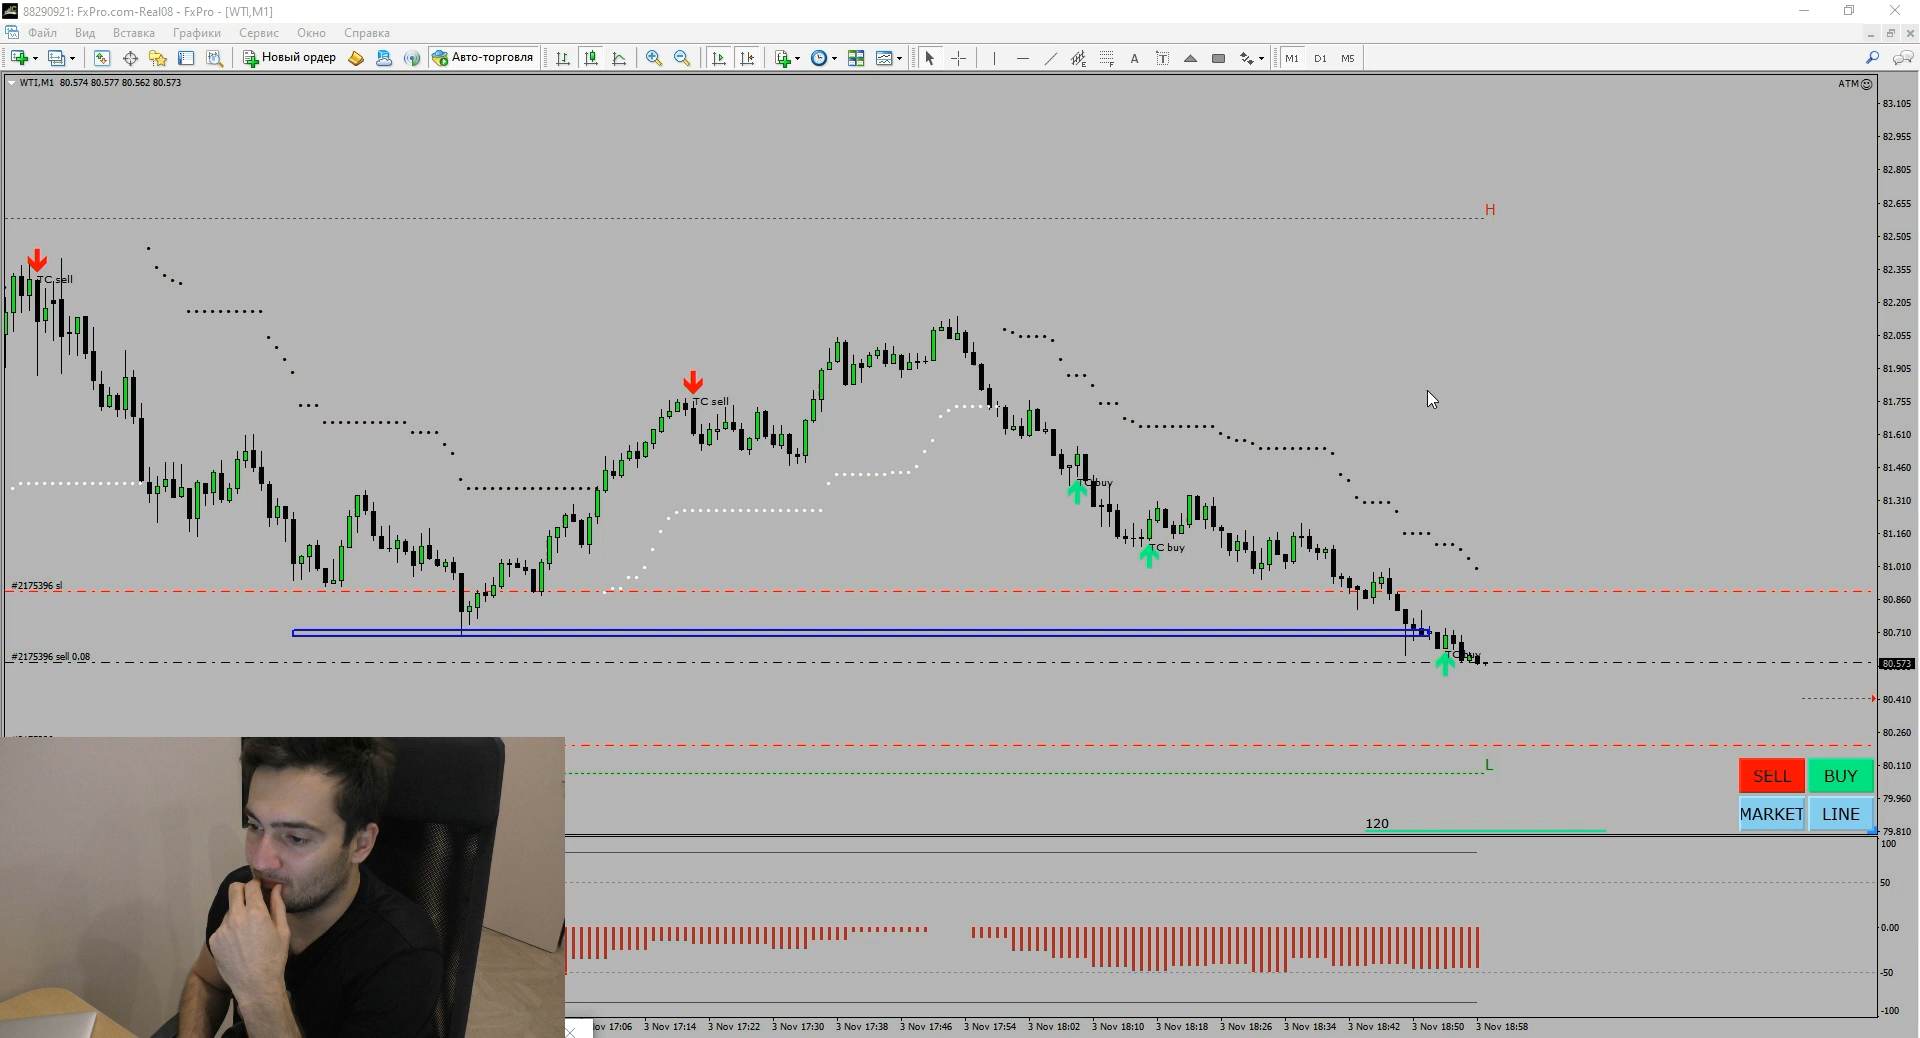 88290921: FxPro.com-Real08 - FxPro - [WTI,M1]
Файл Вид Вставка Графики Сервис Окно Справка
Новый ордер Авто-торговля M1 D1 M5
WTI,M1 80.574 80.577 80.562 80.573
ATM
83.105
82.955
82.805
82.655
H
82.505
82.355
TC sell
82.205
82.055
81.905
81.755
TC sell
81.610
81.460
TC buy
81.310
81.160
TC buy
81.010
#2175396 sl
80.860
80.710
#2175396 sell 0.08
TC buy
80.573
80.410
80.260
L
80.110
SELL BUY
79.960
MARKET LINE
120
79.810
100
50
0.00
-50
-100
nov 17:06 3 Nov 17:14 3 Nov 17:22 3 Nov 17:30 3 Nov 17:38 3 Nov 17:46 3 Nov 17:54 3 Nov 18:02 3 Nov 18:10 3 Nov 18:18 3 Nov 18:26 3 Nov 18:34 3 Nov 18:42 3 Nov 18:50 3 Nov 18:58